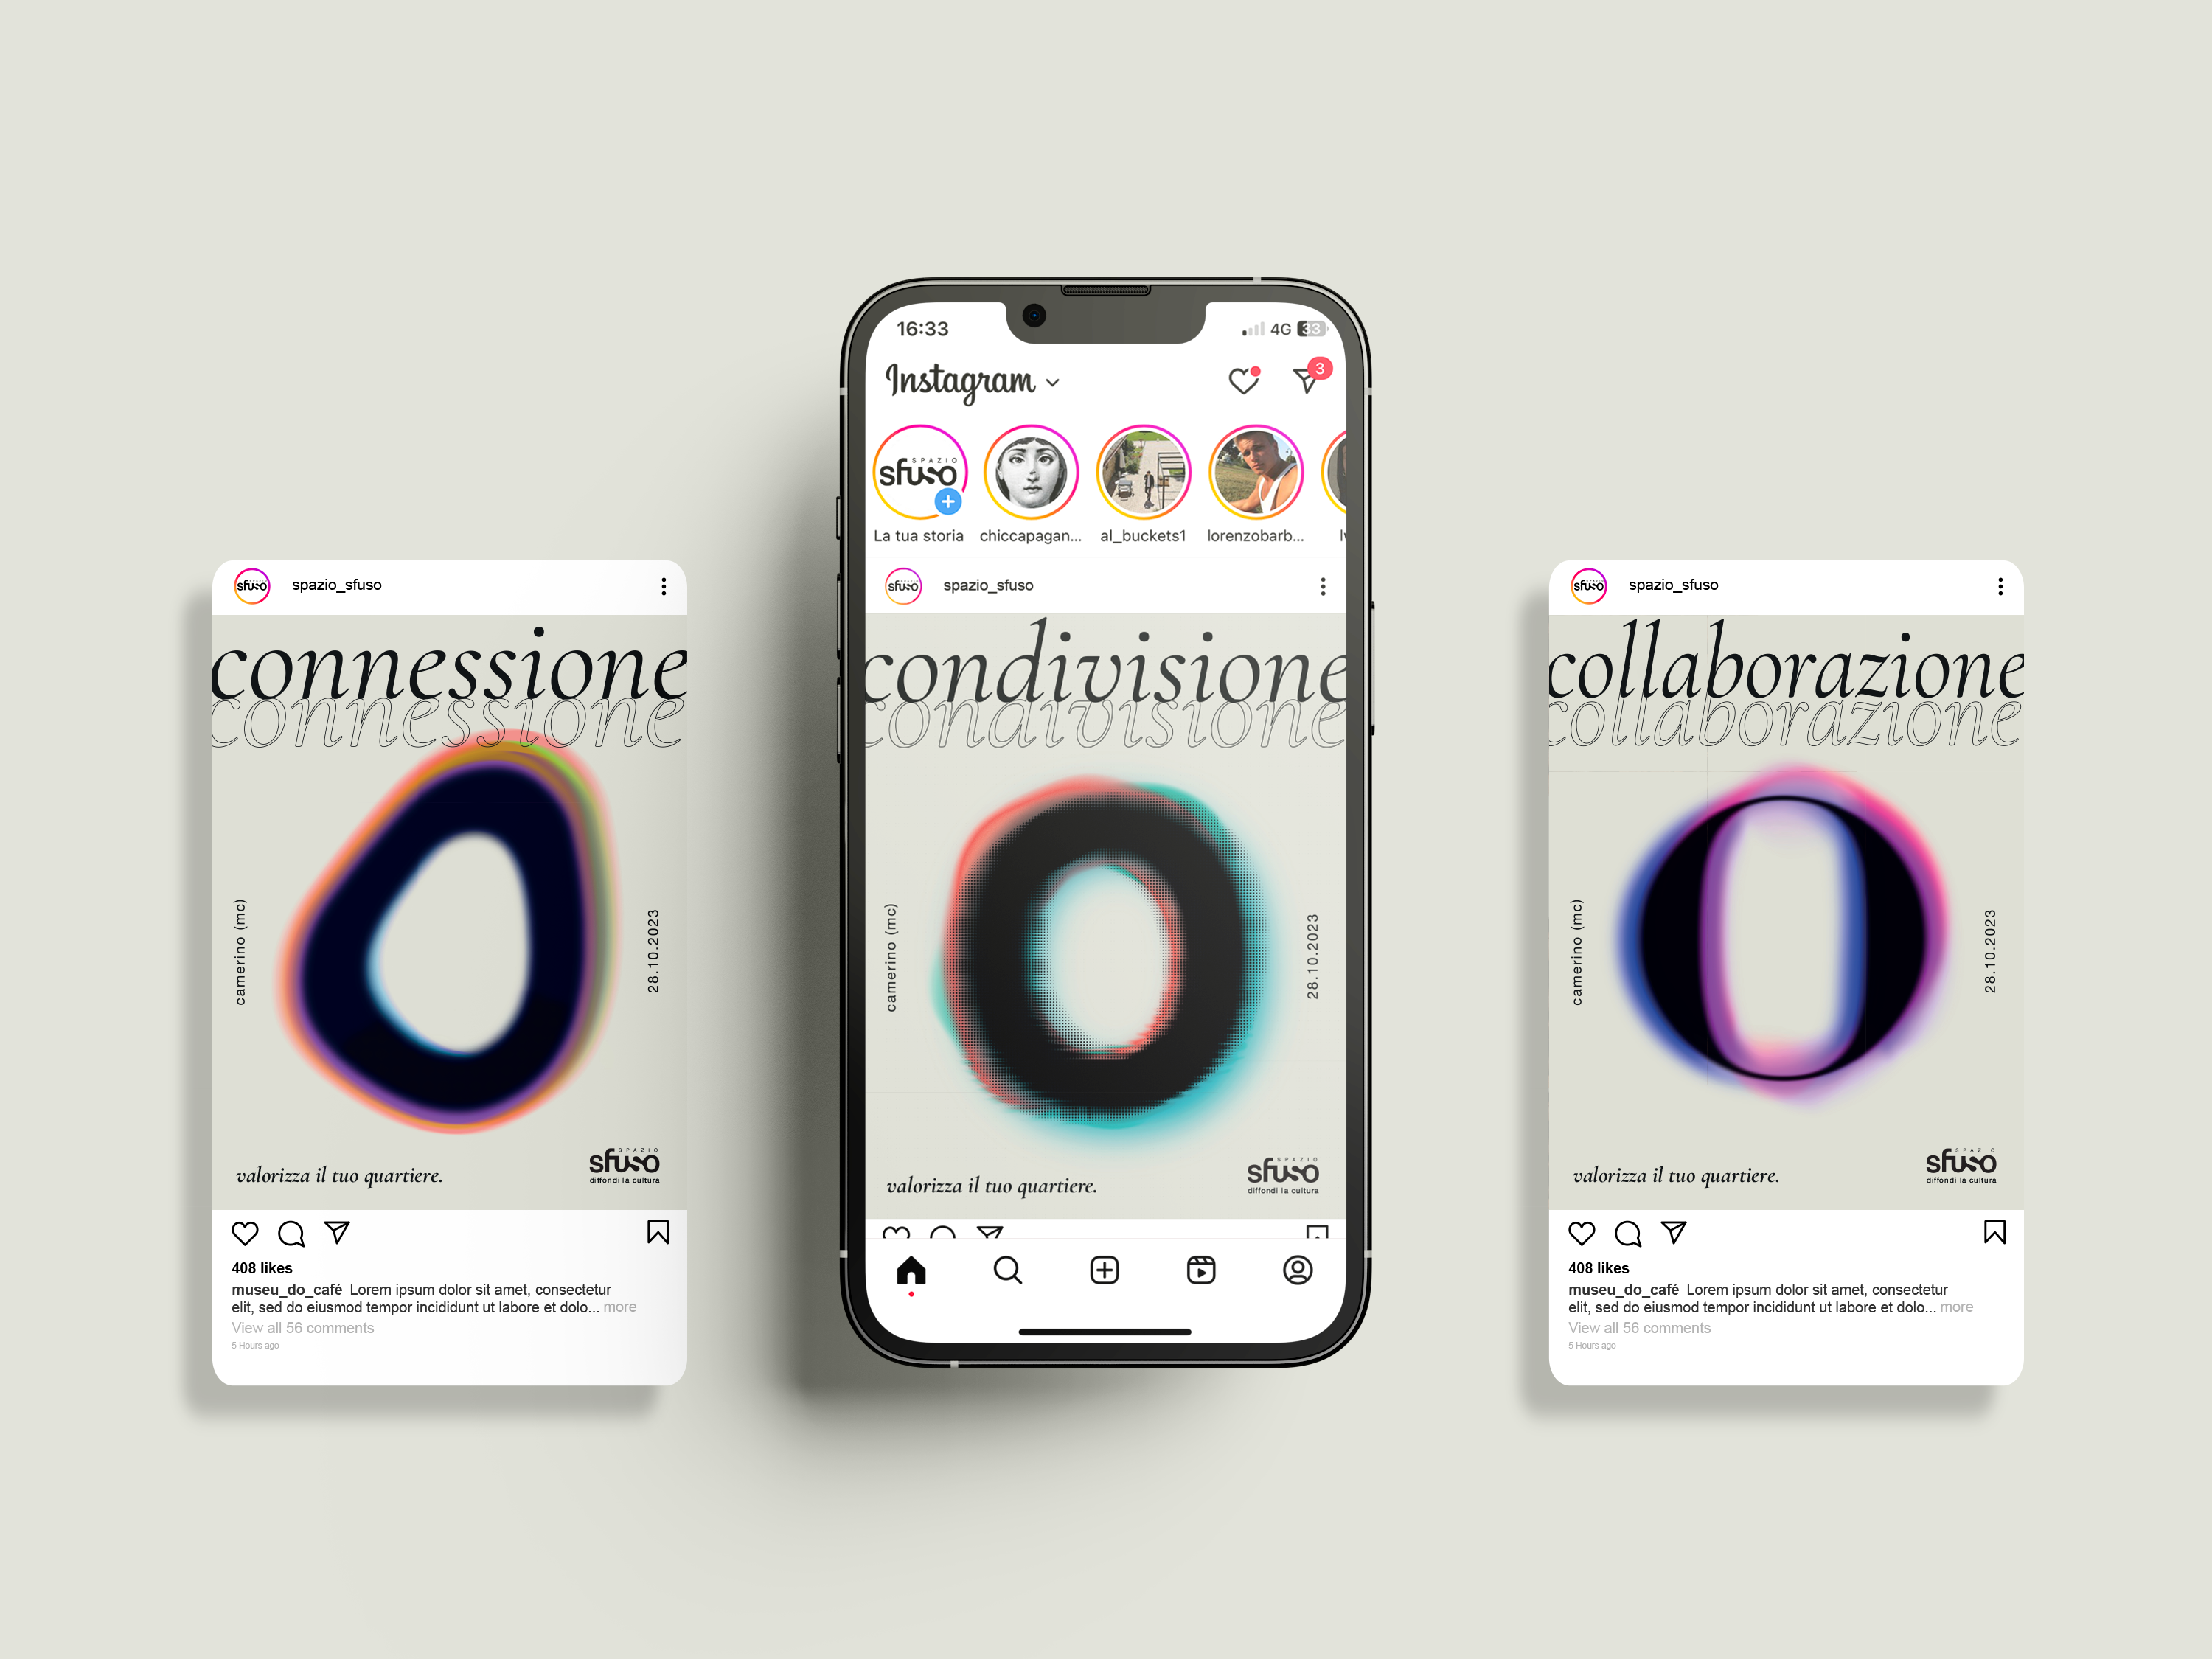 spazio_sfuso
connessione
connessione
camerino (mc)
28.10.2023
valorizza il tuo quartiere.
SPAZIO
sfuso
diffondi la cultura
408 likes
museu_do_café Lorem ipsum dolor sit amet, consectetur
elit, sed do eiusmod tempor incididunt ut labore et dolo... more
View all 56 comments
5 Hours ago
16:33
4G 33
Instagram
3
SPAZIO
sfuso
La tua storia
chiccapagan...
al_buckets1
lorenzobarb...
sfuso
spazio_sfuso
condivisione
condivisione
camerino (mc)
28.10.2023
valorizza il tuo quartiere.
SPAZIO
sfuso
diffondi la cultura
sfuso
spazio_sfuso
collaborazione
collaborazione
camerino (mc)
28.10.2023
valorizza il tuo quartiere.
SPAZIO
sfuso
diffondi la cultura
408 likes
museu_do_café Lorem ipsum dolor sit amet, consectetur
elit, sed do eiusmod tempor incididunt ut labore et dolo... more
View all 56 comments
5 Hours ago